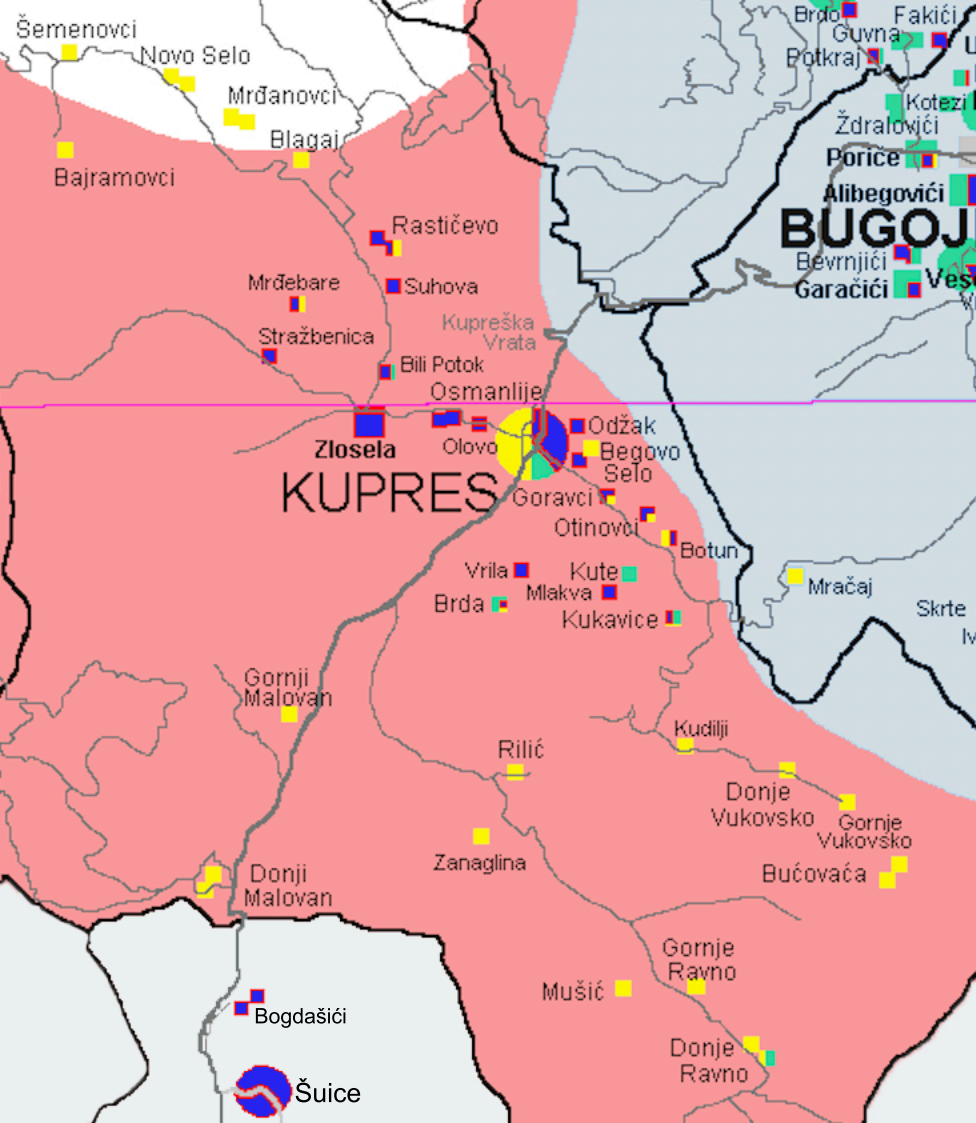 Šemenovci
Brdo
Fakići
Guvna
Novo Selo
Potkraj
Mrđanovci
Kotezi
Ždralovići
Blagaj
Porice
Bajramovci
Alibegovići
Rastičevo
BUGOJ
Bevrnjići
Mrđebare
Suhova
Garačići
Ves
Kupreška
Vrata
Stražbenica
Bili Potok
Osmanlije
Odžak
Zlosela
Olovo
Begovo
Selo
KUPRES
Goravci
Otinovci
Botun
Vrila
Kute
Mračaj
Brda
Mlakva
Skrte
Kukavice
Gornji
Malovan
Kudilji
Rilić
Donje
Vukovsko
Gornje
Vukovsko
Zanaglina
Bućovaća
Donji
Malovan
Gornje
Ravno
Mušić
Bogdašići
Donje
Ravno
Šuice